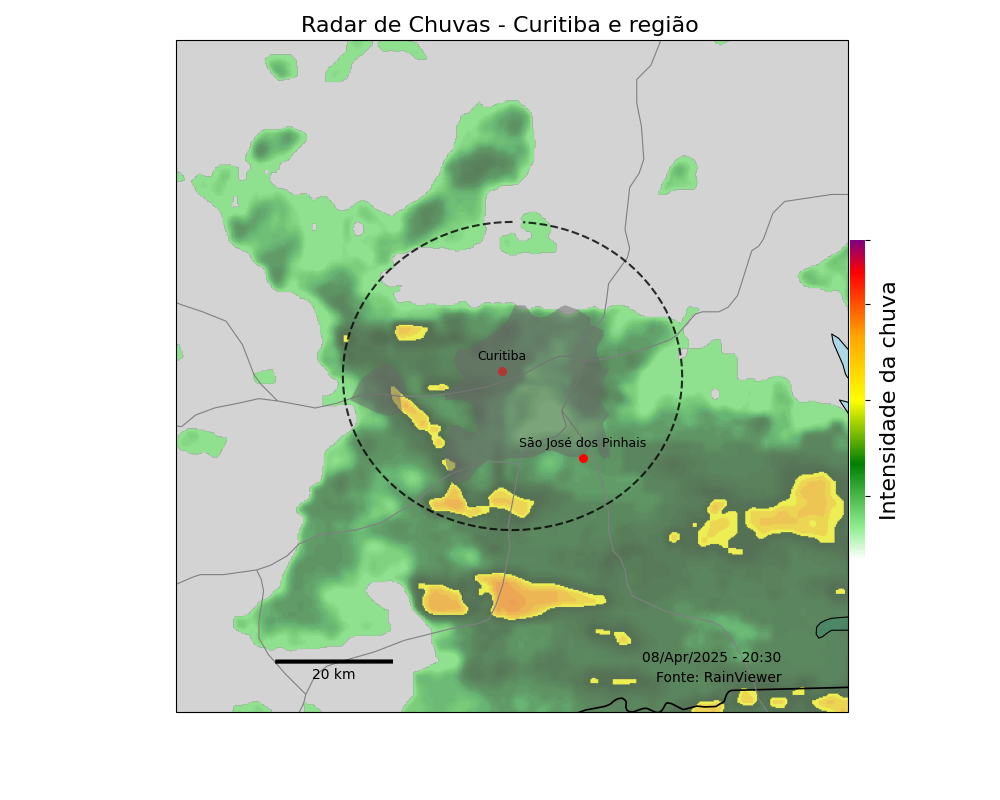 Radar de Chuvas - Curitiba e região
Curitiba
São José dos Pinhais
Intensidade da chuva
08/Apr/2025 - 20:30
Fonte: RainViewer
20 km